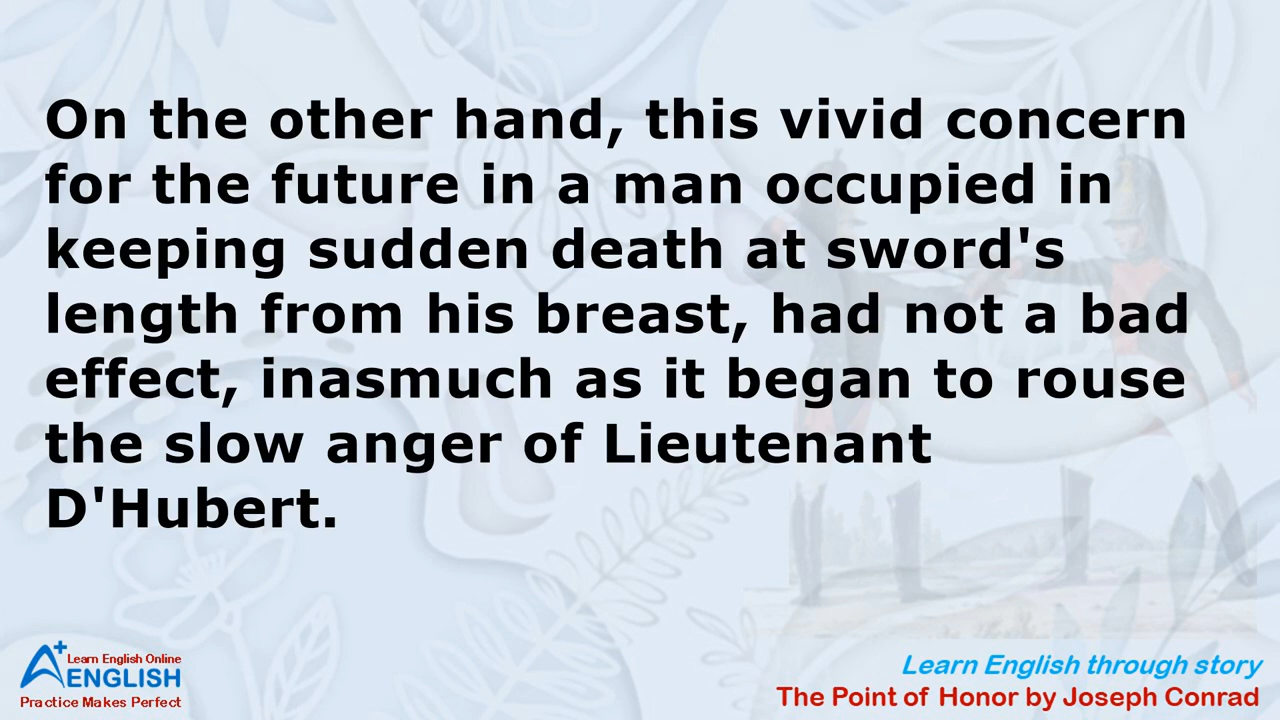 On the other hand, this vivid concern
for the future in a man occupied in
keeping sudden death at sword's
length from his breast, had not a bad
effect, inasmuch as it began to rouse
the slow anger of Lieutenant
D'Hubert.
A+ Learn English Online
ENGLISH
Practice Makes Perfect
Learn English through story
The Point of Honor by Joseph Conrad